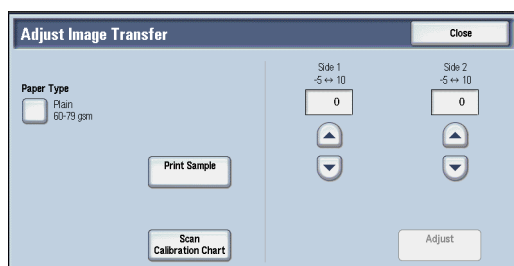 Adjust Image Transfer
Close
Paper Type
Plain
60-79 gsm
Print Sample
Scan
Calibration Chart
Side 1
-5 ↔ 10
0
Side 2
-5 ↔ 10
0
Adjust